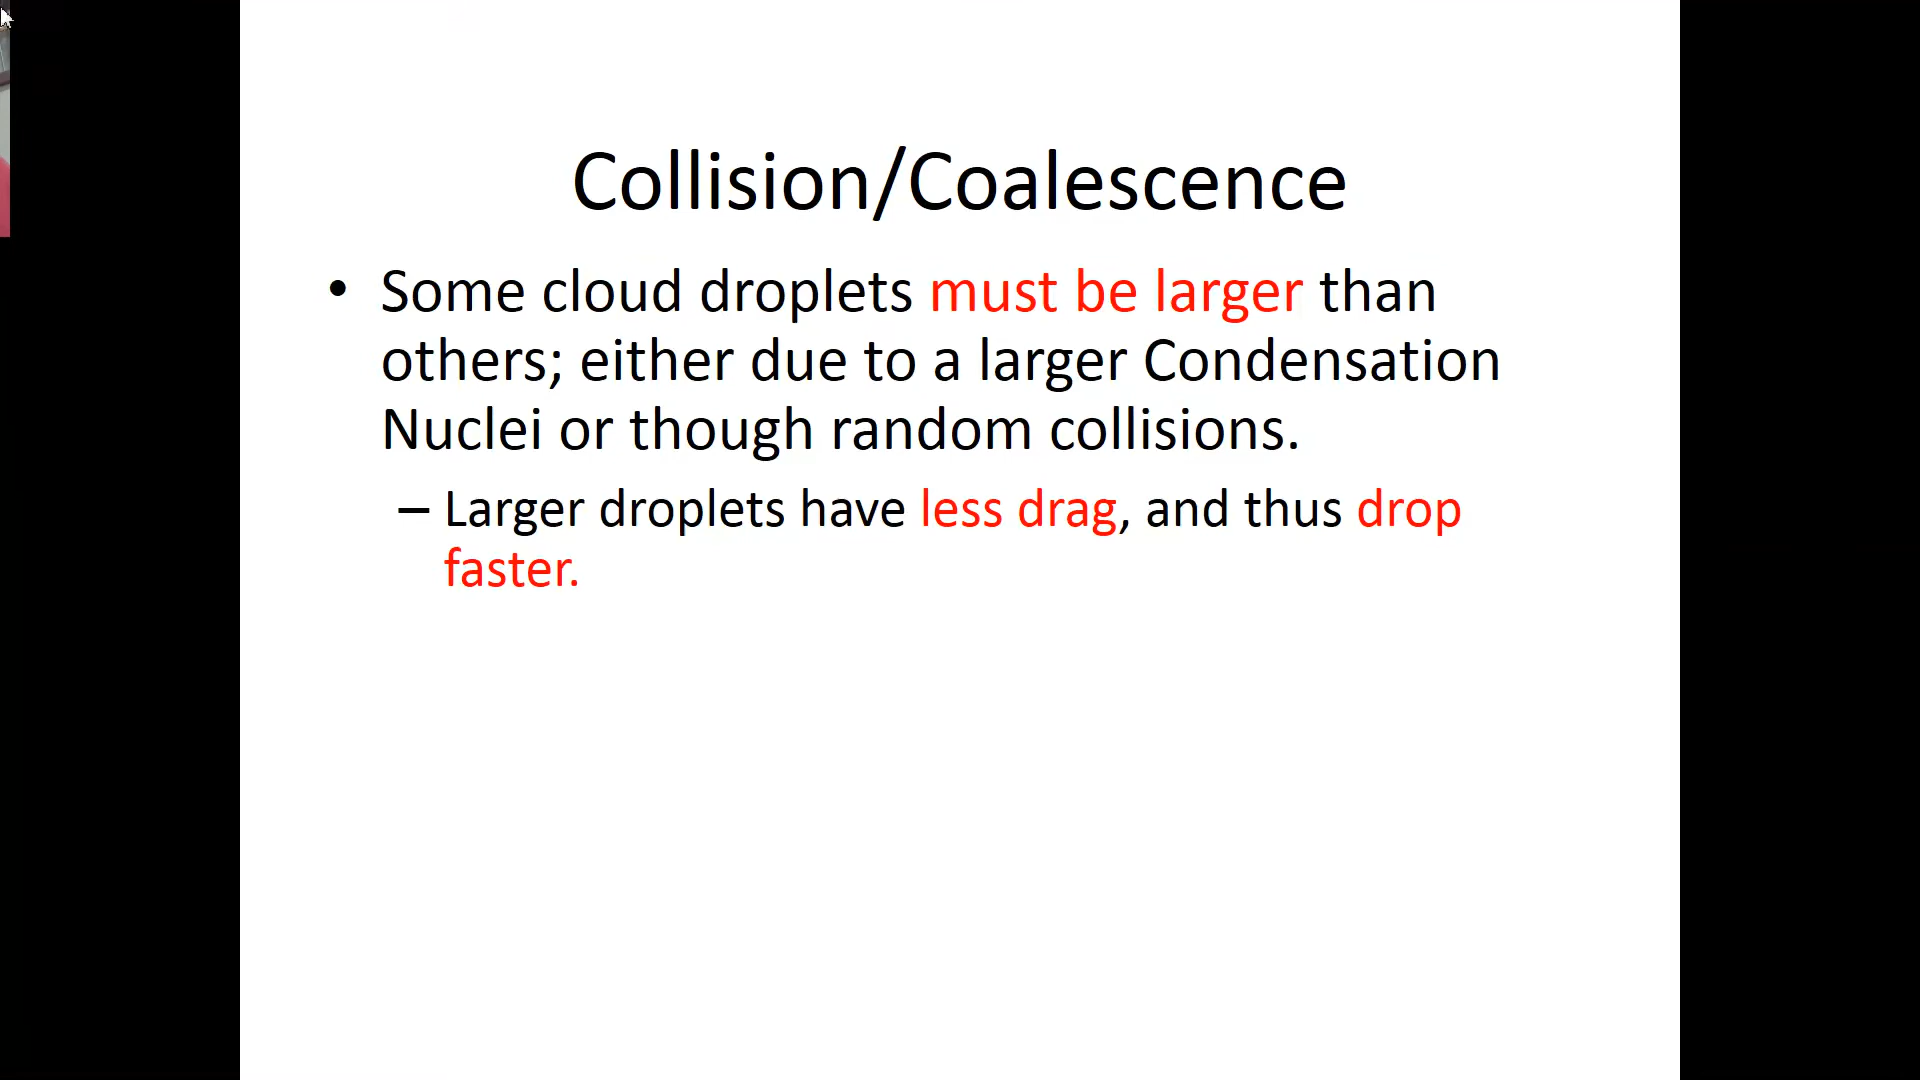 Collision/Coalescence
• Some cloud droplets must be larger than
others; either due to a larger Condensation
Nuclei or though random collisions.
– Larger droplets have less drag, and thus drop
faster.